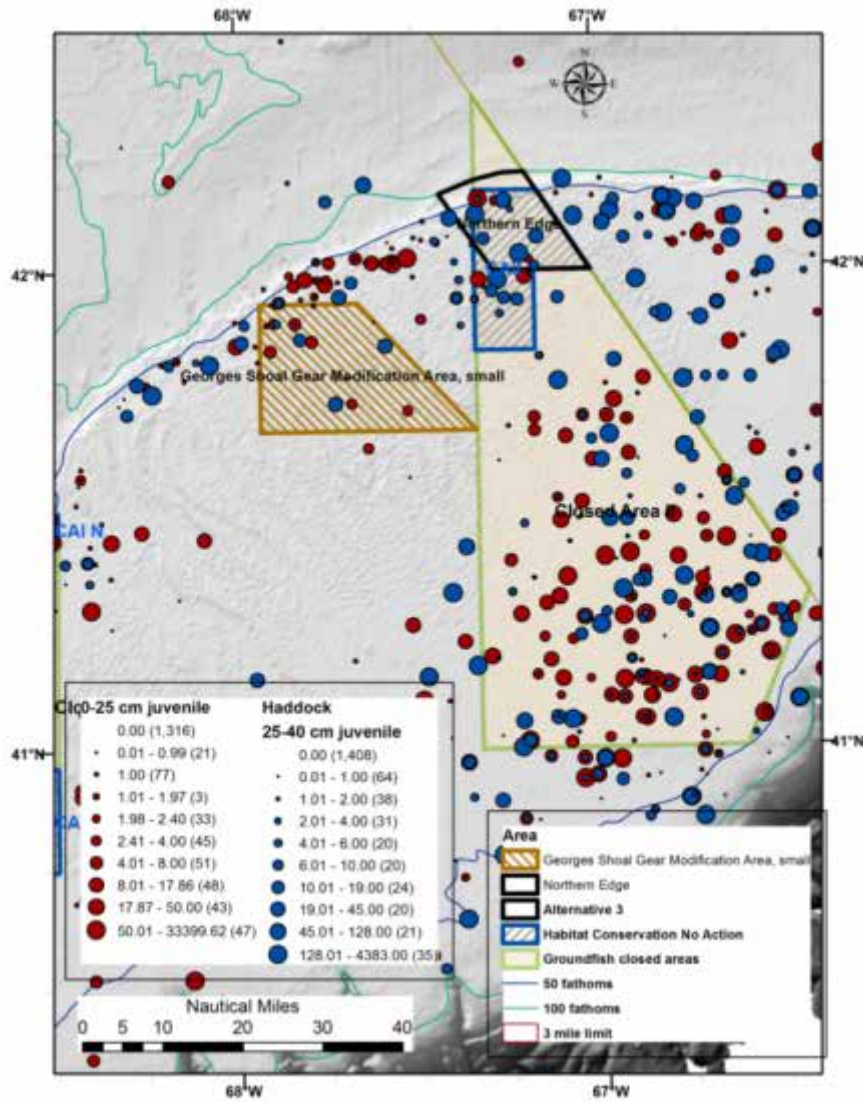 68°W 67°W
N
W E
S
Northern Edge
42°N 42°N
Georges Shoal Gear Modification Area, small
Closed Area
CAI N
41°N 41°N
CA
0-25 cm juvenile
0.00 (1,316)
0.01 - 0.99 (21)
1.00 (77)
1.01 - 1.97 (3)
1.98 - 2.40 (33)
2.41 - 4.00 (45)
4.01 - 8.00 (51)
8.01 - 17.86 (48)
17.87 - 50.00 (43)
50.01 - 33399.62 (47)
Haddock
25-40 cm juvenile
0.00 (1,408)
0.01 - 1.00 (64)
1.01 - 2.00 (38)
2.01 - 4.00 (31)
4.01 - 6.00 (20)
6.01 - 10.00 (20)
10.01 - 19.00 (24)
19.01 - 45.00 (20)
45.01 - 128.00 (21)
128.01 - 4383.00 (35)
Area
Georges Shoal Gear Modification Area, small
Northern Edge
Alternative 3
Habitat Conservation No Action
Groundfish closed areas
50 fathoms
100 fathoms
3 mile limit
Nautical Miles
0 5 10 20 30 40
68°W 67°W